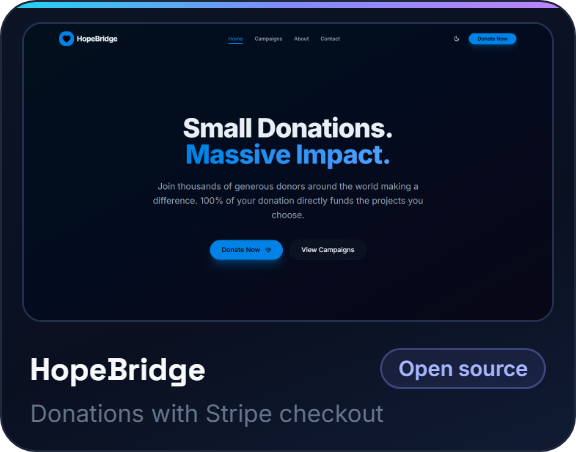 HopeBridge
Home Campaigns About Contact
Donate Now
Small Donations.
Massive Impact.
Join thousands of generous donors around the world making a
difference. 100% of your donation directly funds the projects you
choose.
Donate Now View Campaigns
HopeBridge
Open source
Donations with Stripe checkout